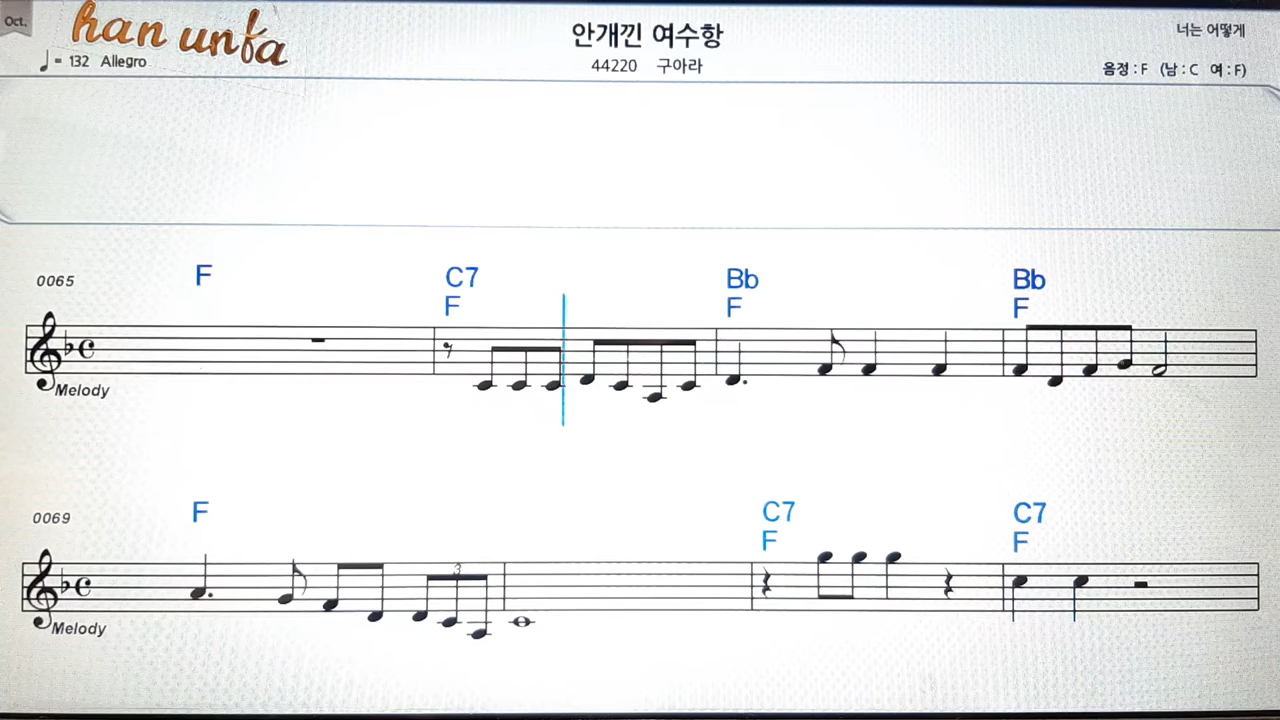 Oct.
han unfa
= 132 Allegro
안개낀 여수항
44220 구아라
너는 어떻게
음정 : F (남 : C 여 : F)
0065
F
C7
F
Bb
F
Bb
F
Melody
0069
F
C7
F
C7
F
3
Melody